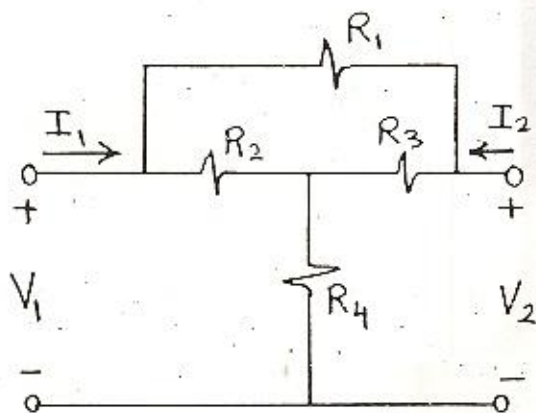 R₁
I₁
I₂
R₂
R₃
+
+
V₁
R₄
V₂
−
−